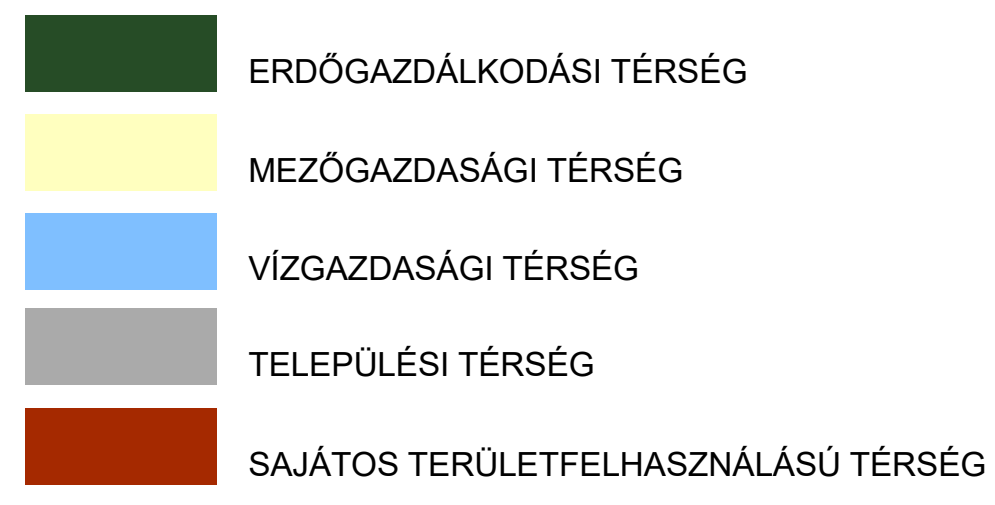 ERDŐGAZDÁLKODÁSI TÉRSÉG
MEZŐGAZDASÁGI TÉRSÉG
VÍZGAZDASÁGI TÉRSÉG
TELEPÜLÉSI TÉRSÉG
SAJÁTOS TERÜLETFELHASZNÁLÁSÚ TÉRSÉG